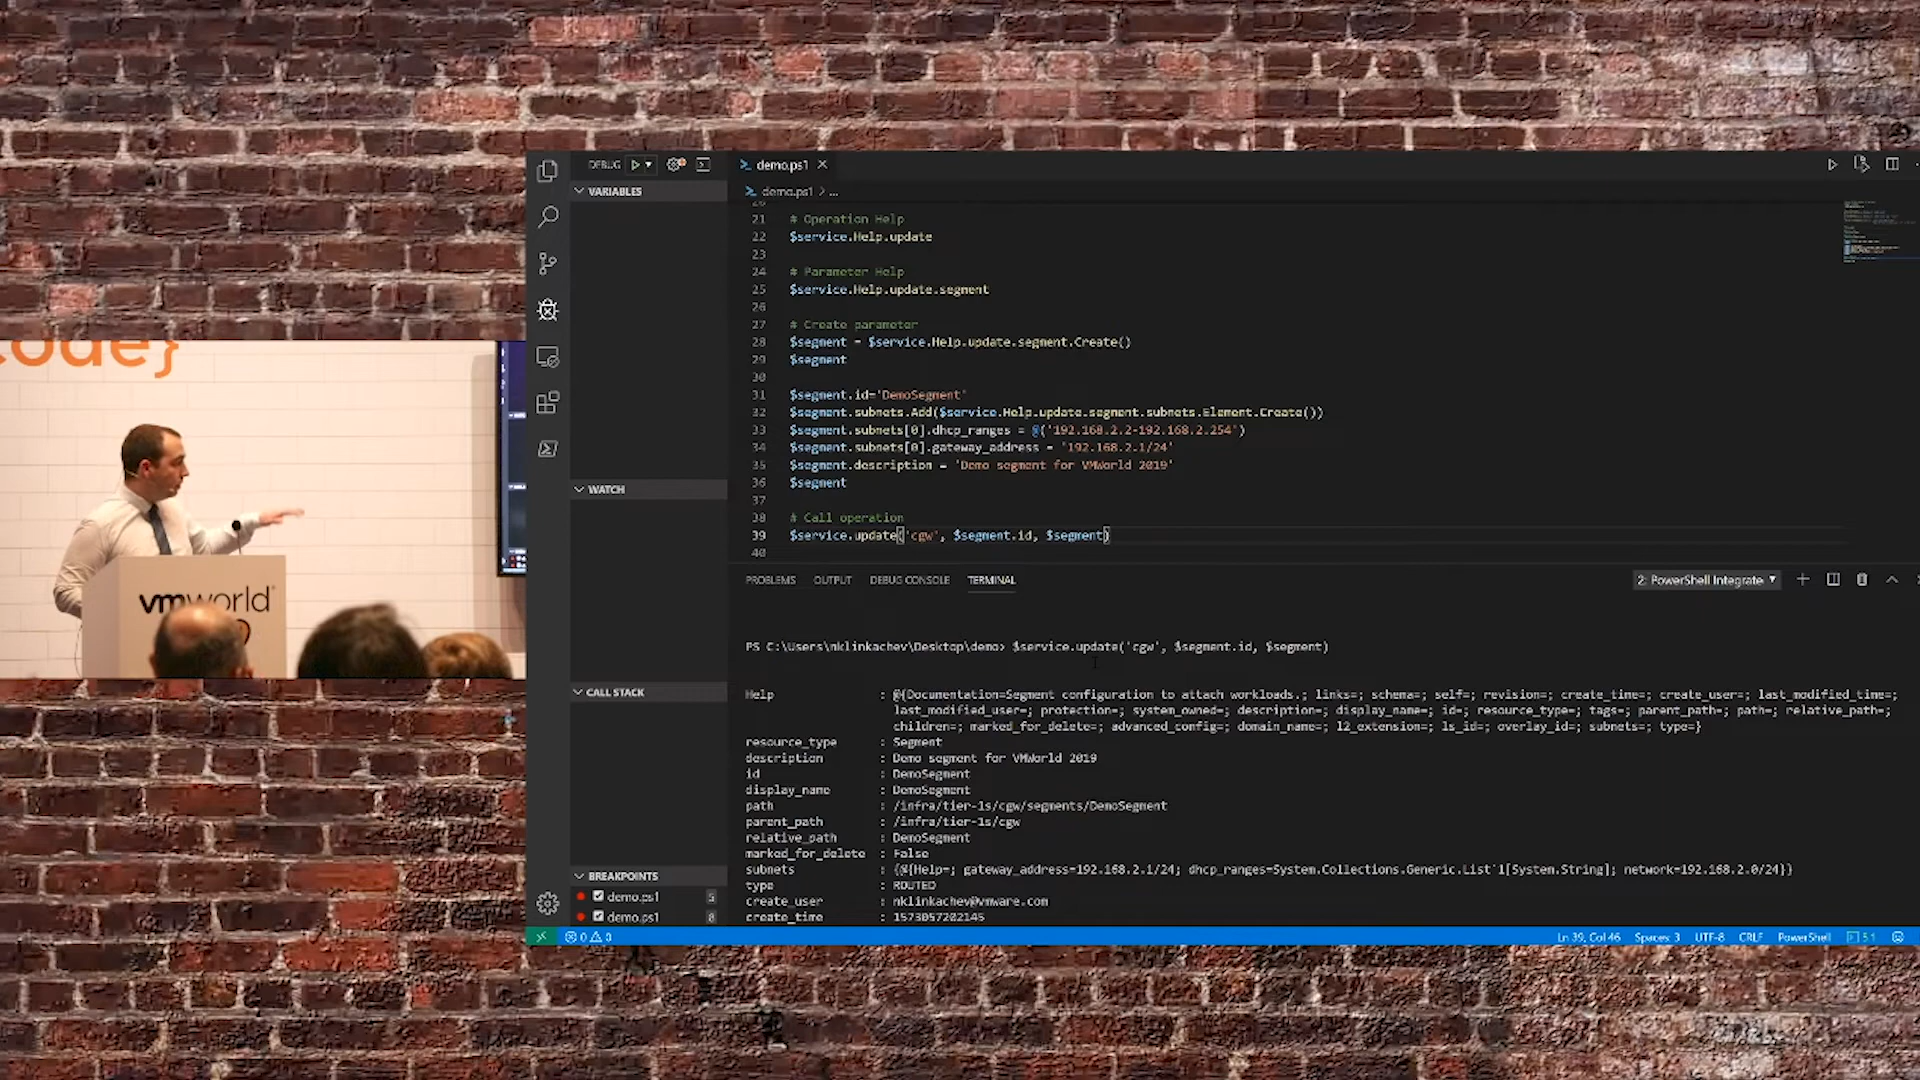 code}
vmworld
DEBUG
demo.ps1
VARIABLES
demo.ps1 > ...
20
21 # Operation Help
22 $service.Help.update
23
24 # Parameter Help
25 $service.Help.update.segment
26
27 # Create parameter
28 $segment = $service.Help.update.segment.Create()
29 $segment
30
31 $segment.id='DemoSegment'
32 $segment.subnets.Add($service.Help.update.segment.subnets.Element.Create())
33 $segment.subnets[0].dhcp_ranges = @('192.168.2.2-192.168.2.254')
34 $segment.subnets[0].gateway_address = '192.168.2.1/24'
35 $segment.description = 'Demo segment for VMWorld 2019'
36 $segment
37
38 # Call operation
39 $service.update('cgw', $segment.id, $segment)
40
WATCH
CALL STACK
BREAKPOINTS
demo.ps1 5
demo.ps1 8
PROBLEMS OUTPUT DEBUG CONSOLE TERMINAL
2: PowerShell Integrate
PS C:\Users\nklinkachev\Desktop\demo> $service.update('cgw', $segment.id, $segment)
Help : @{Documentation=Segment configuration to attach workloads.; links=; schema=; self=; revision=; create_time=; create_user=; last_modified_time=;
last_modified_user=; protection=; system_owned=; description=; display_name=; id=; resource_type=; tags=; parent_path=; path=; relative_path=;
children=; marked_for_delete=; advanced_config=; domain_name=; l2_extension=; ls_id=; overlay_id=; subnets=; type=}
resource_type : Segment
description : Demo segment for VMWorld 2019
id : DemoSegment
display_name : DemoSegment
path : /infra/tier-1s/cgw/segments/DemoSegment
parent_path : /infra/tier-1s/cgw
relative_path : DemoSegment
marked_for_delete : False
subnets : {@{Help=; gateway_address=192.168.2.1/24; dhcp_ranges=System.Collections.Generic.List`1[System.String]; network=192.168.2.0/24}}
type : ROUTED
create_user : nklinkachev@vmware.com
create_time : 1573057202145
0 0
Ln 39, Col 46 Spaces: 3 UTF-8 CRLF PowerShell 5.1